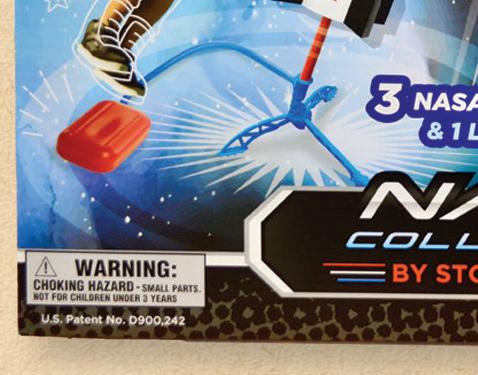 3 NASA
& 1 L
COLL
BY STO
WARNING:
CHOKING HAZARD - SMALL PARTS.
NOT FOR CHILDREN UNDER 3 YEARS
U.S. Patent No. D900,242